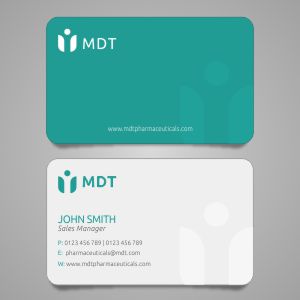 MDT
www.mdtpharmaceuticals.com
MDT
JOHN SMITH
Sales Manager
P: 0123 456 789 | 0123 456 789
E: pharmaceuticals@mdt.com
W: www.mdtpharmaceuticals.com